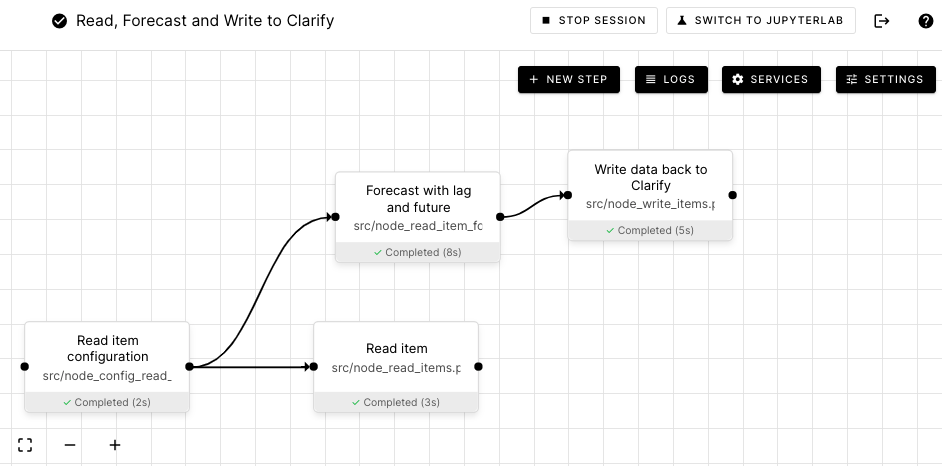 Read, Forecast and Write to Clarify
STOP SESSION
SWITCH TO JUPYTERLAB
NEW STEP
LOGS
SERVICES
SETTINGS
Write data back to
Clarify
src/node_write_items.p
Completed (5s)
Forecast with lag
and future
src/node_read_item_fc
Completed (8s)
Read item
configuration
src/node_config_read_
Completed (2s)
Read item
src/node_read_items.p
Completed (3s)